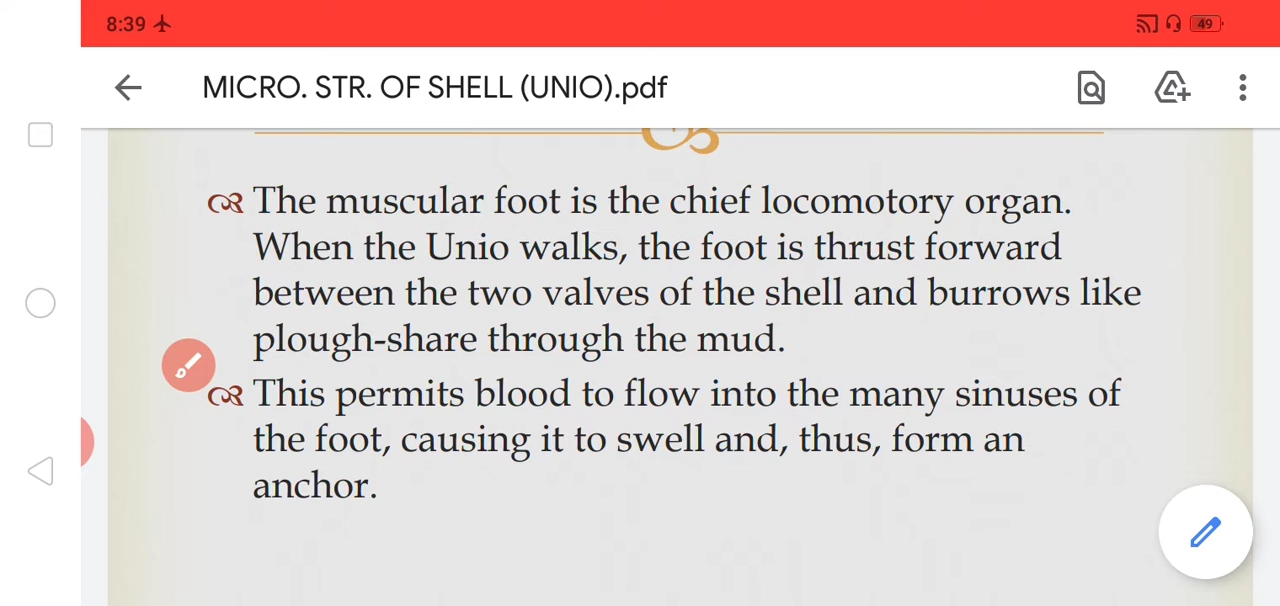 8:39
49
MICRO. STR. OF SHELL (UNIO).pdf
The muscular foot is the chief locomotory organ.
When the Unio walks, the foot is thrust forward
between the two valves of the shell and burrows like
plough-share through the mud.
This permits blood to flow into the many sinuses of
the foot, causing it to swell and, thus, form an
anchor.